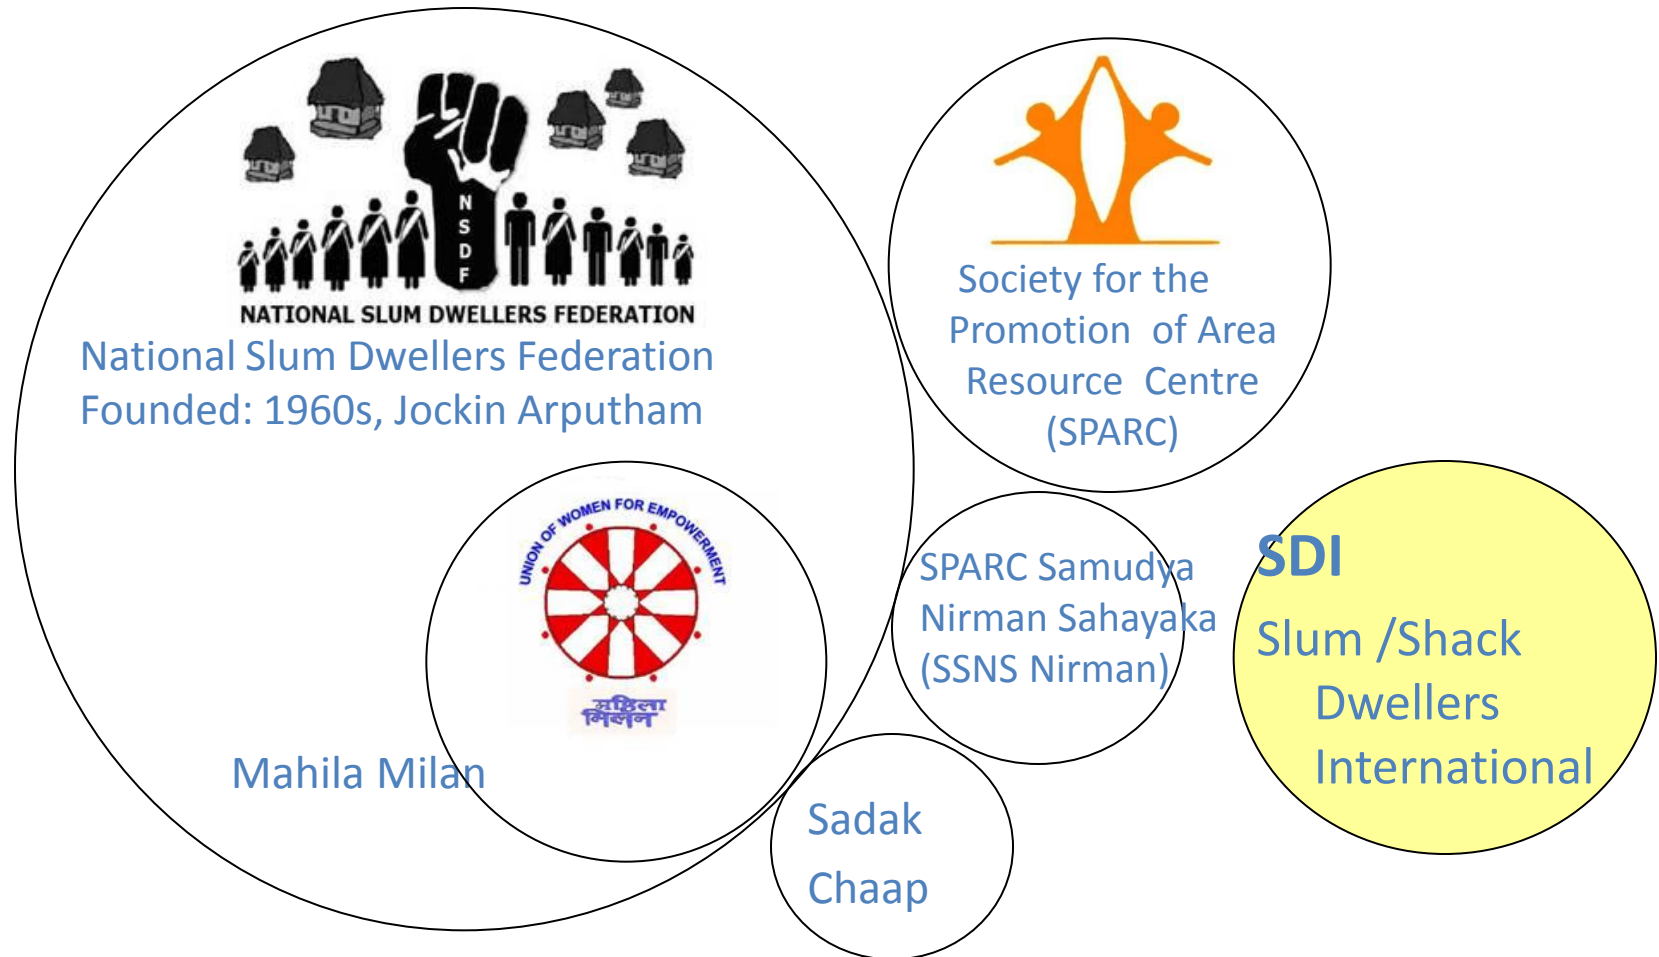 N
S
D
F
NATIONAL SLUM DWELLERS FEDERATION
National Slum Dwellers Federation
Founded: 1960s, Jockin Arputham
UNION OF WOMEN FOR EMPOWERMENT
महिला
मिलन
Mahila Milan
Society for the
Promotion of Area
Resource Centre
(SPARC)
SPARC Samudya
Nirman Sahayaka
(SSNS Nirman)
Sadak
Chaap
SDI
Slum /Shack
Dwellers
International